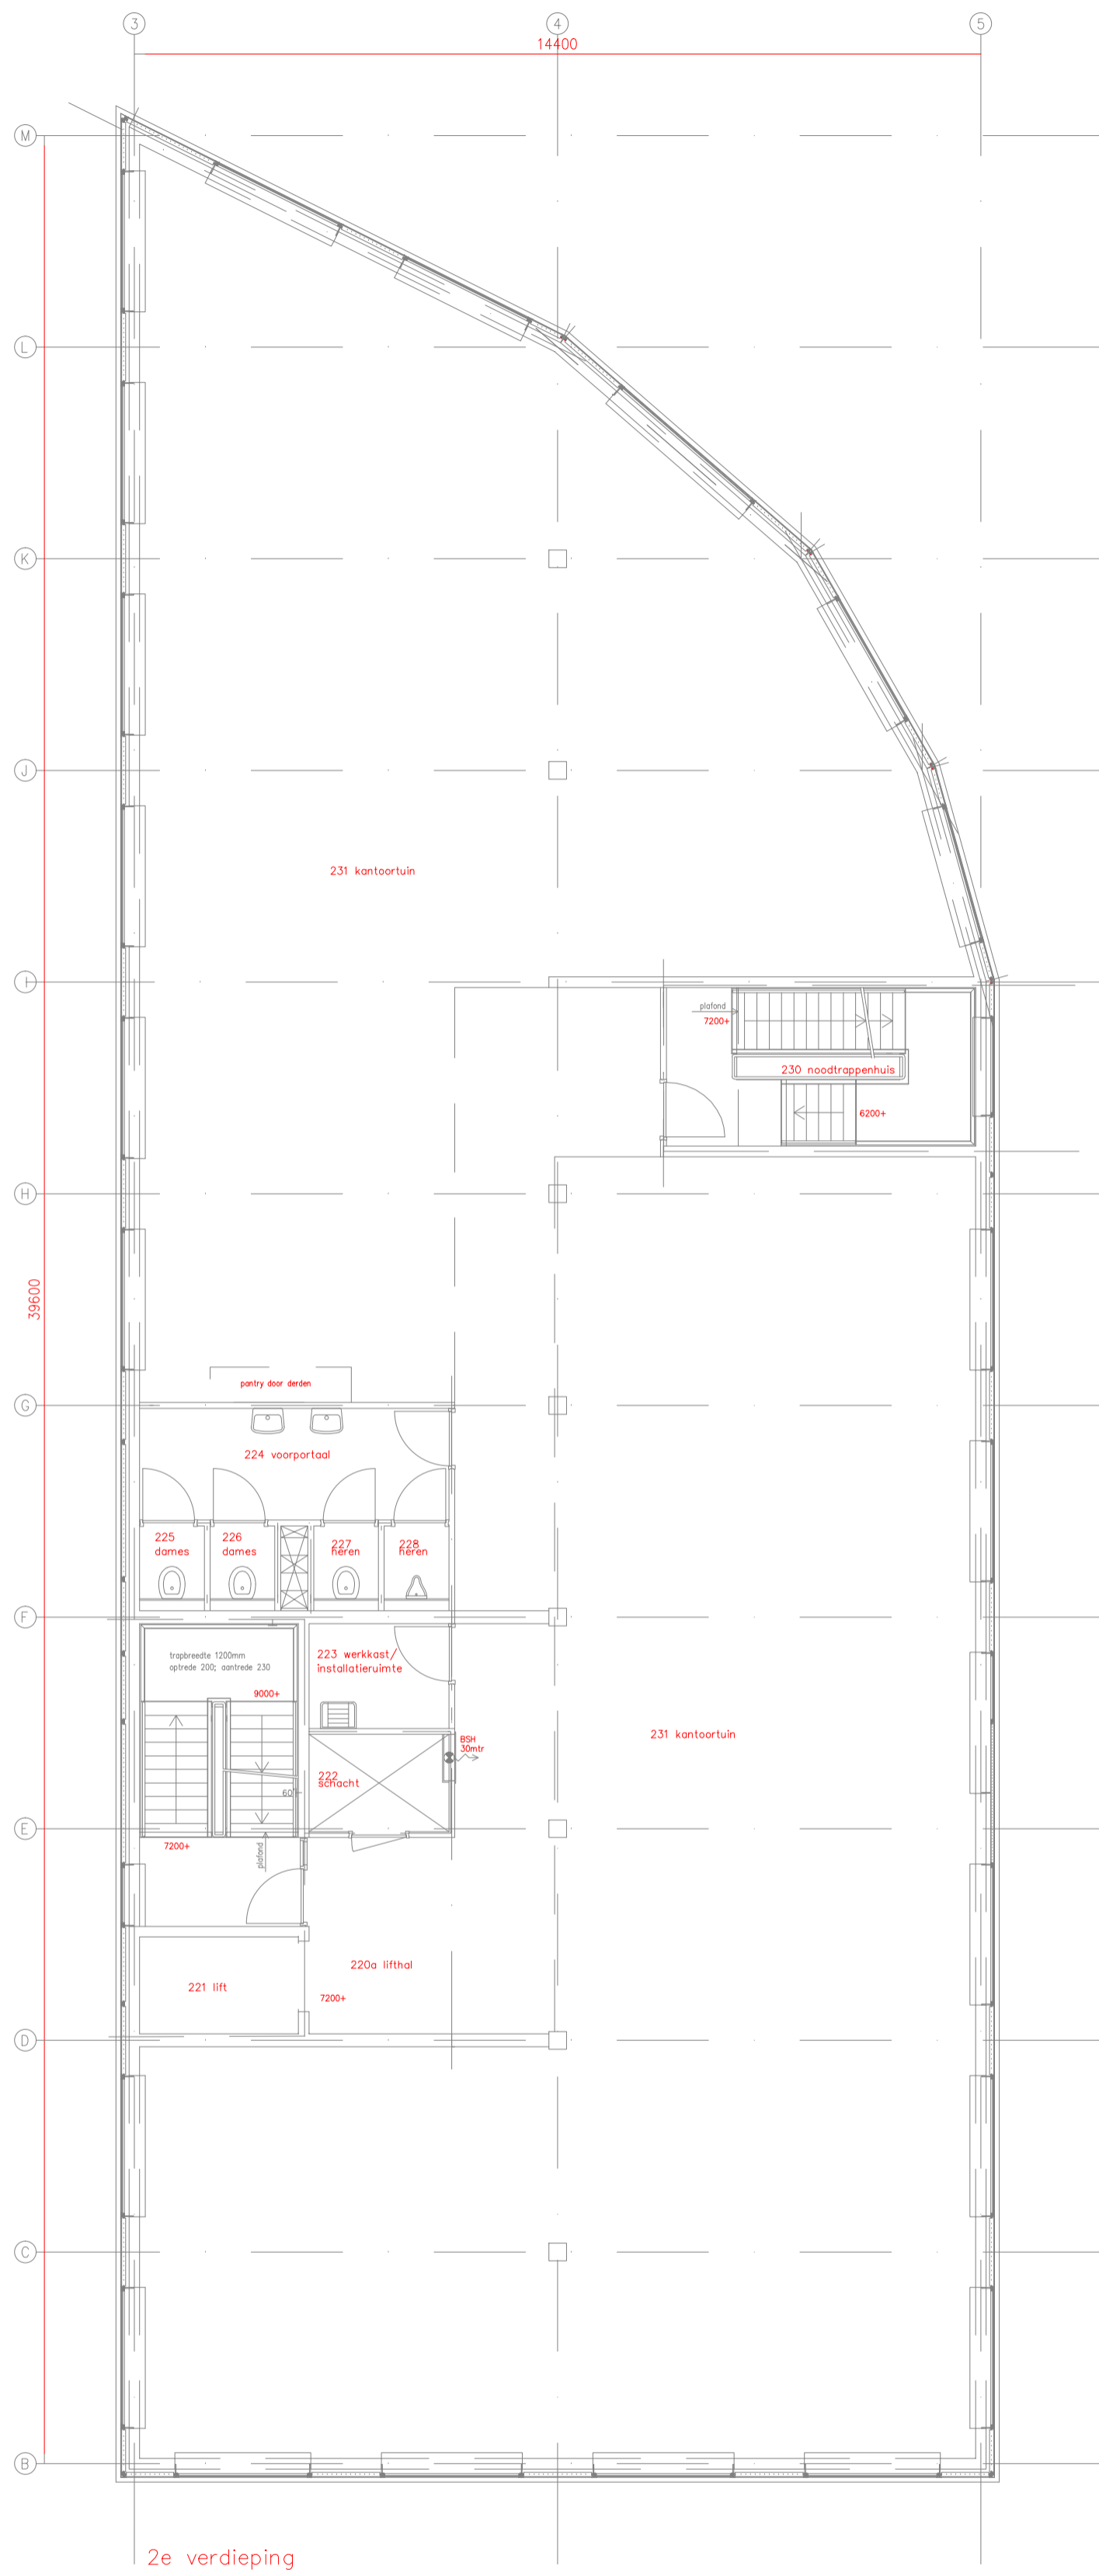 3
4
5
14400
M
L
K
J
231 kantoortuin
I
plafond
7200+
230 noodtrappenhuis
6200+
H
39600
pantry door derden
G
224 voorportaal
225
dames
226
dames
227
heren
228
heren
F
trapbreedte 1200mm
optrede 200; aantrede 230
223 werkkast/
installatieruimte
9000+
231 kantoortuin
BSH
30mtr
222
schacht
60
E
7200+
plafond
220a lifthal
221 lift
7200+
D
C
B
2e verdieping